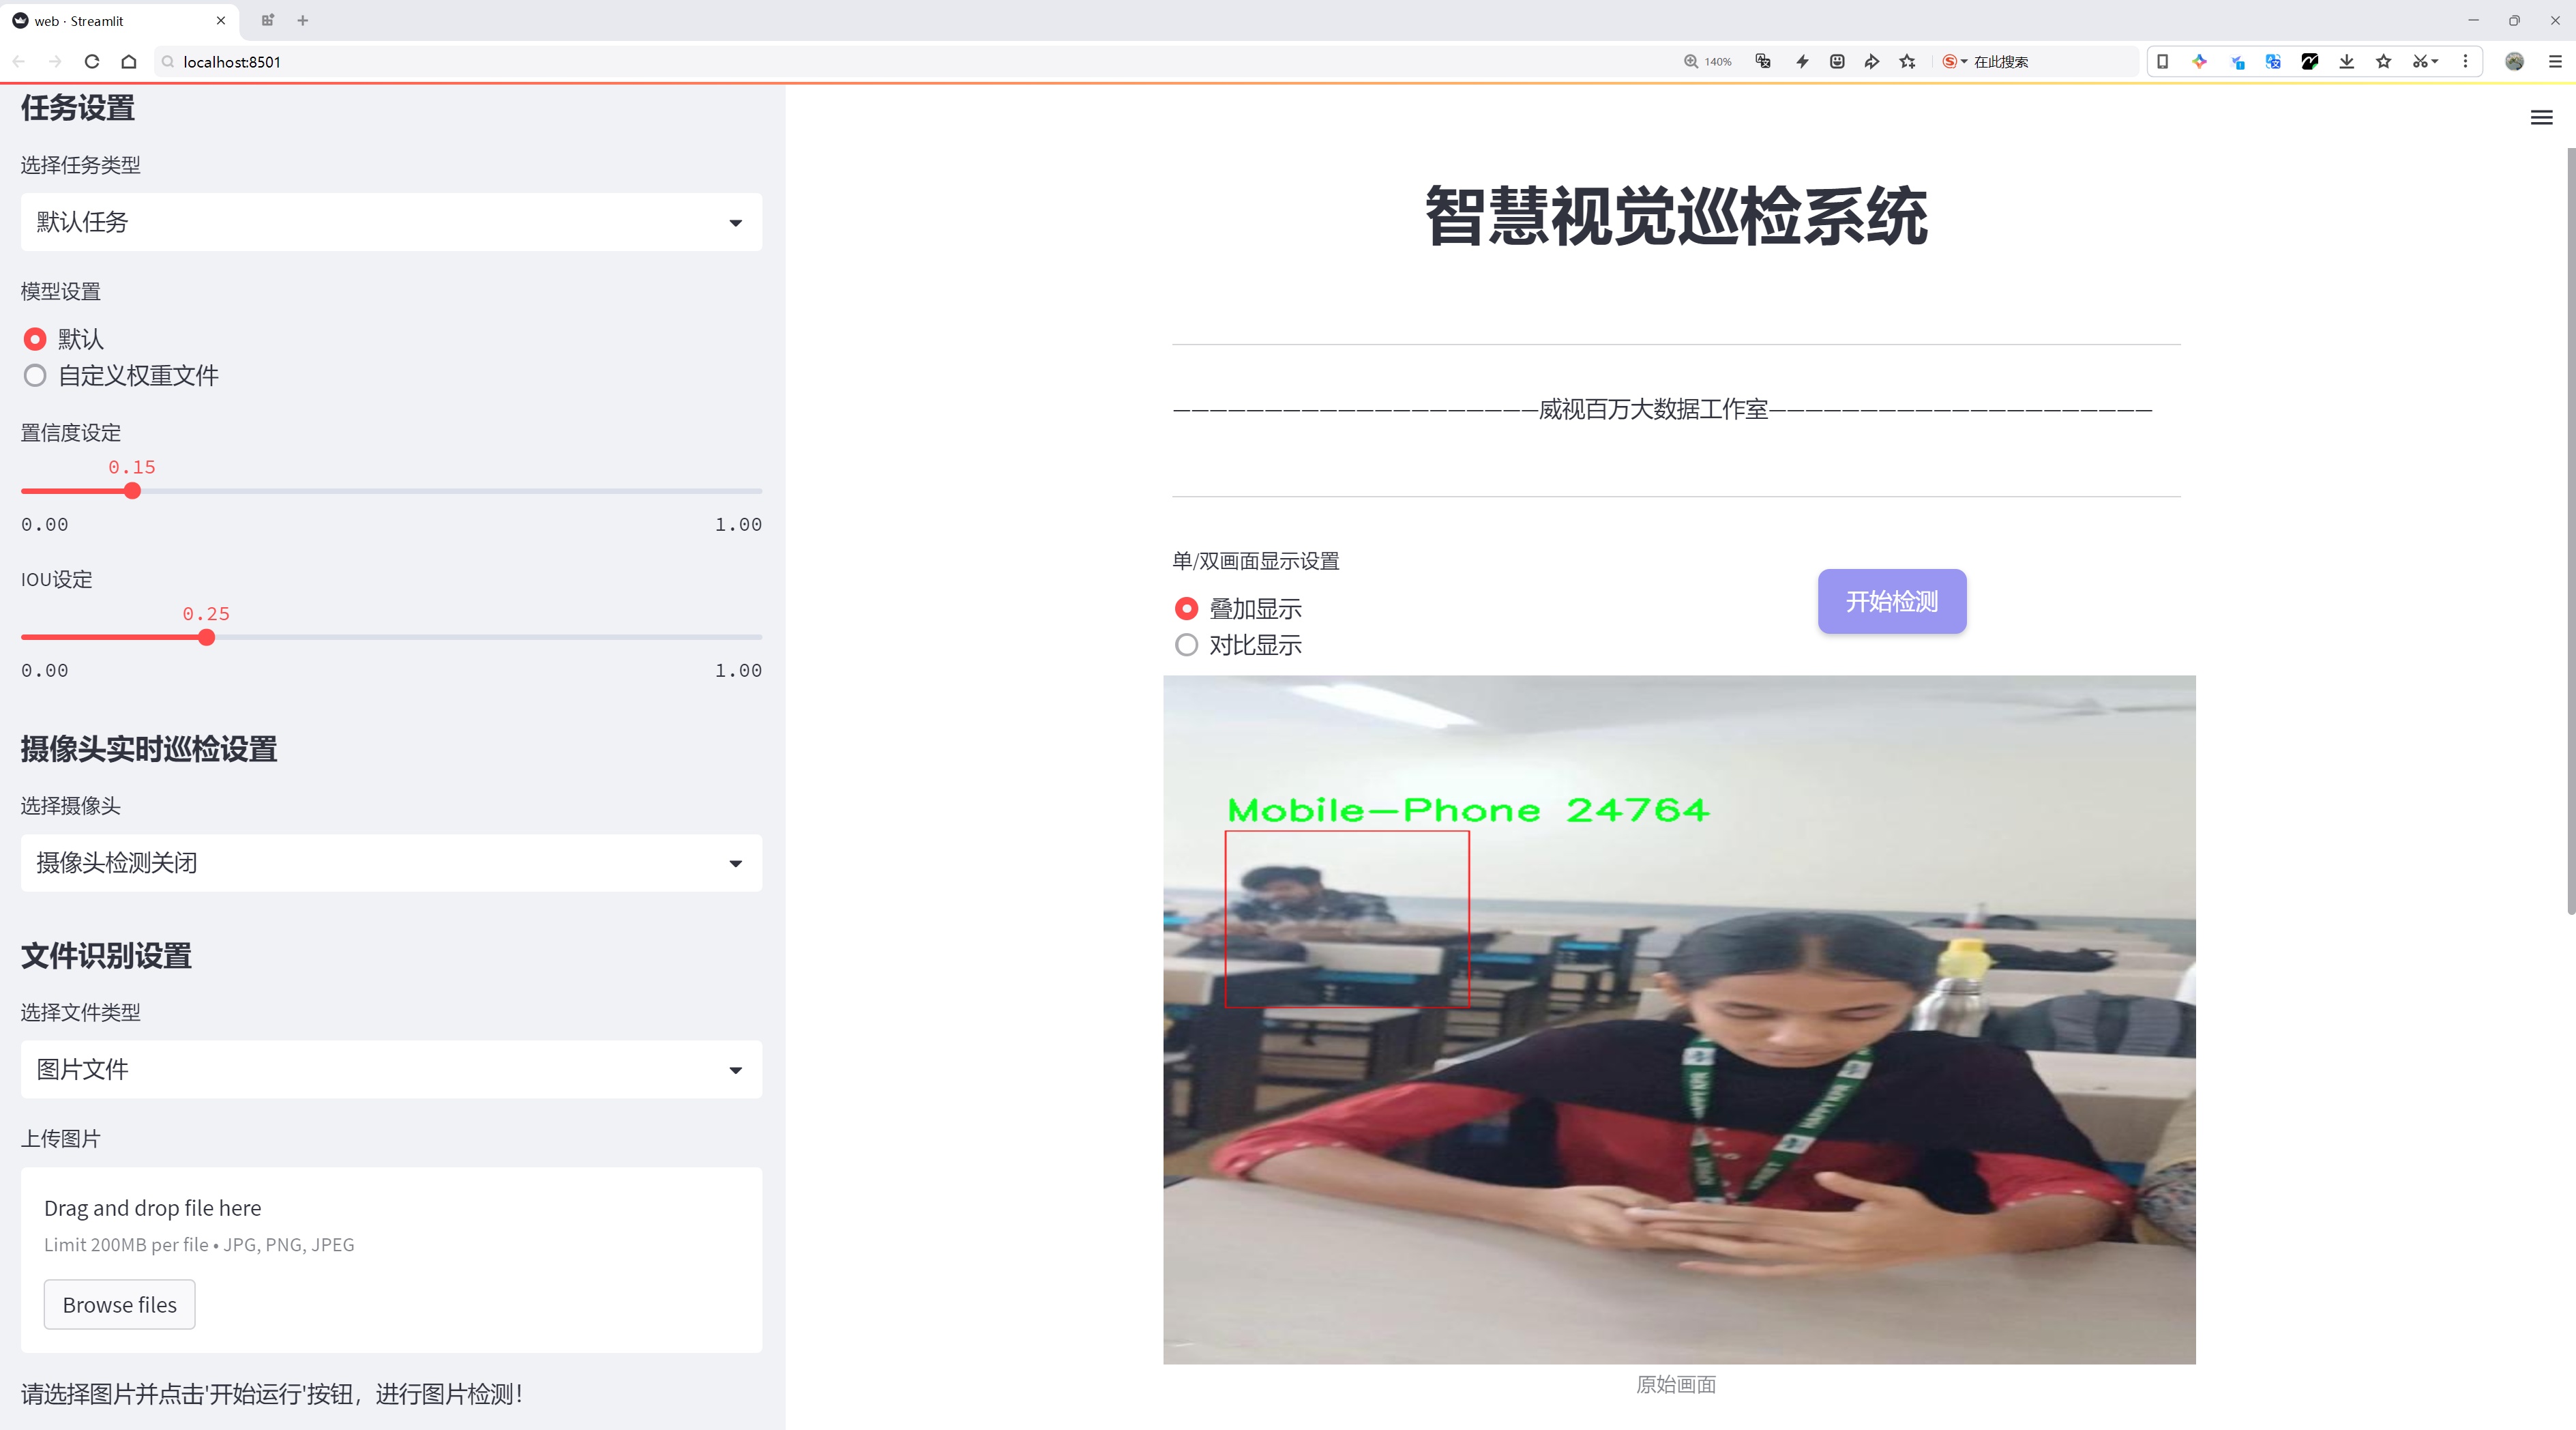 web · Streamlit
localhost:8501
140%
在此搜索
任务设置
选择任务类型
默认任务
模型设置
默认
自定义权重文件
置信度设定
0.15
0.00
1.00
IOU设定
0.25
0.00
1.00
摄像头实时巡检设置
选择摄像头
摄像头检测关闭
文件识别设置
选择文件类型
图片文件
上传图片
Drag and drop file here
Limit 200MB per file • JPG, PNG, JPEG
Browse files
请选择图片并点击'开始运行'按钮，进行图片检测！
智慧视觉巡检系统
————————————————————威视百万大数据工作室—————————————————————
单/双画面显示设置
叠加显示
对比显示
开始检测
Mobile-Phone 24764
原始画面